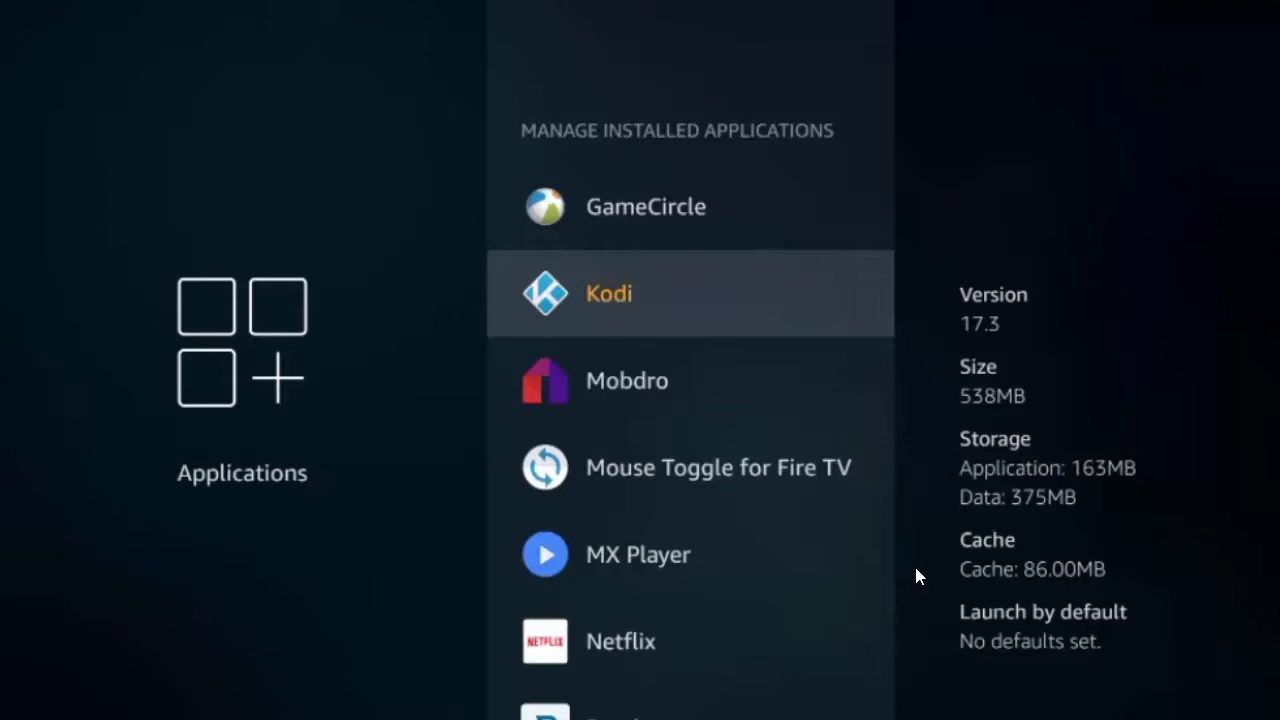 MANAGE INSTALLED APPLICATIONS
GameCircle
Kodi
Mobdro
Mouse Toggle for Fire TV
MX Player
NETFLIX
Netflix
Applications
Version
17.3
Size
538MB
Storage
Application: 163MB
Data: 375MB
Cache
Cache: 86.00MB
Launch by default
No defaults set.